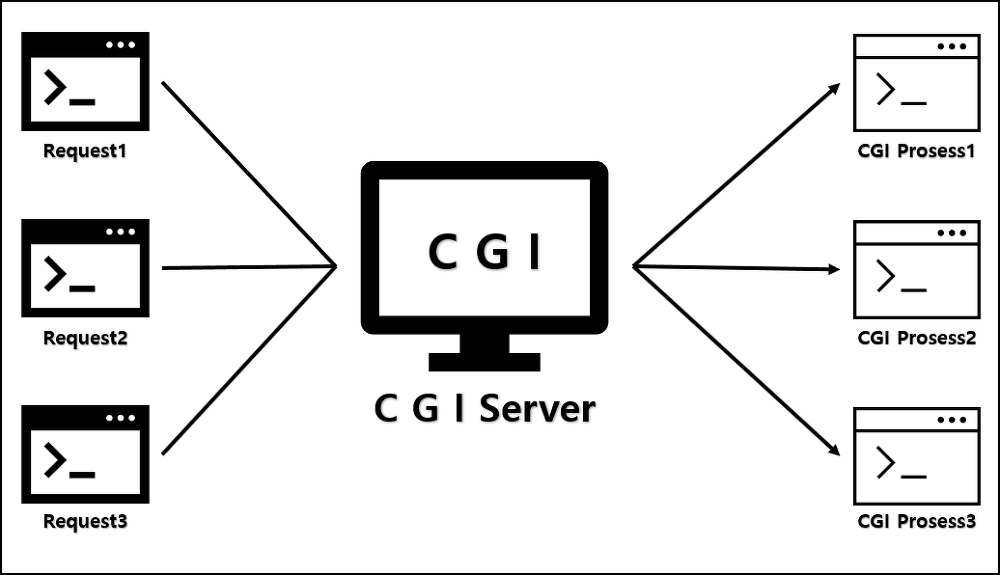 Request1
CGI Prosess1
C G I
Request2
CGI Prosess2
C G I Server
Request3
CGI Prosess3